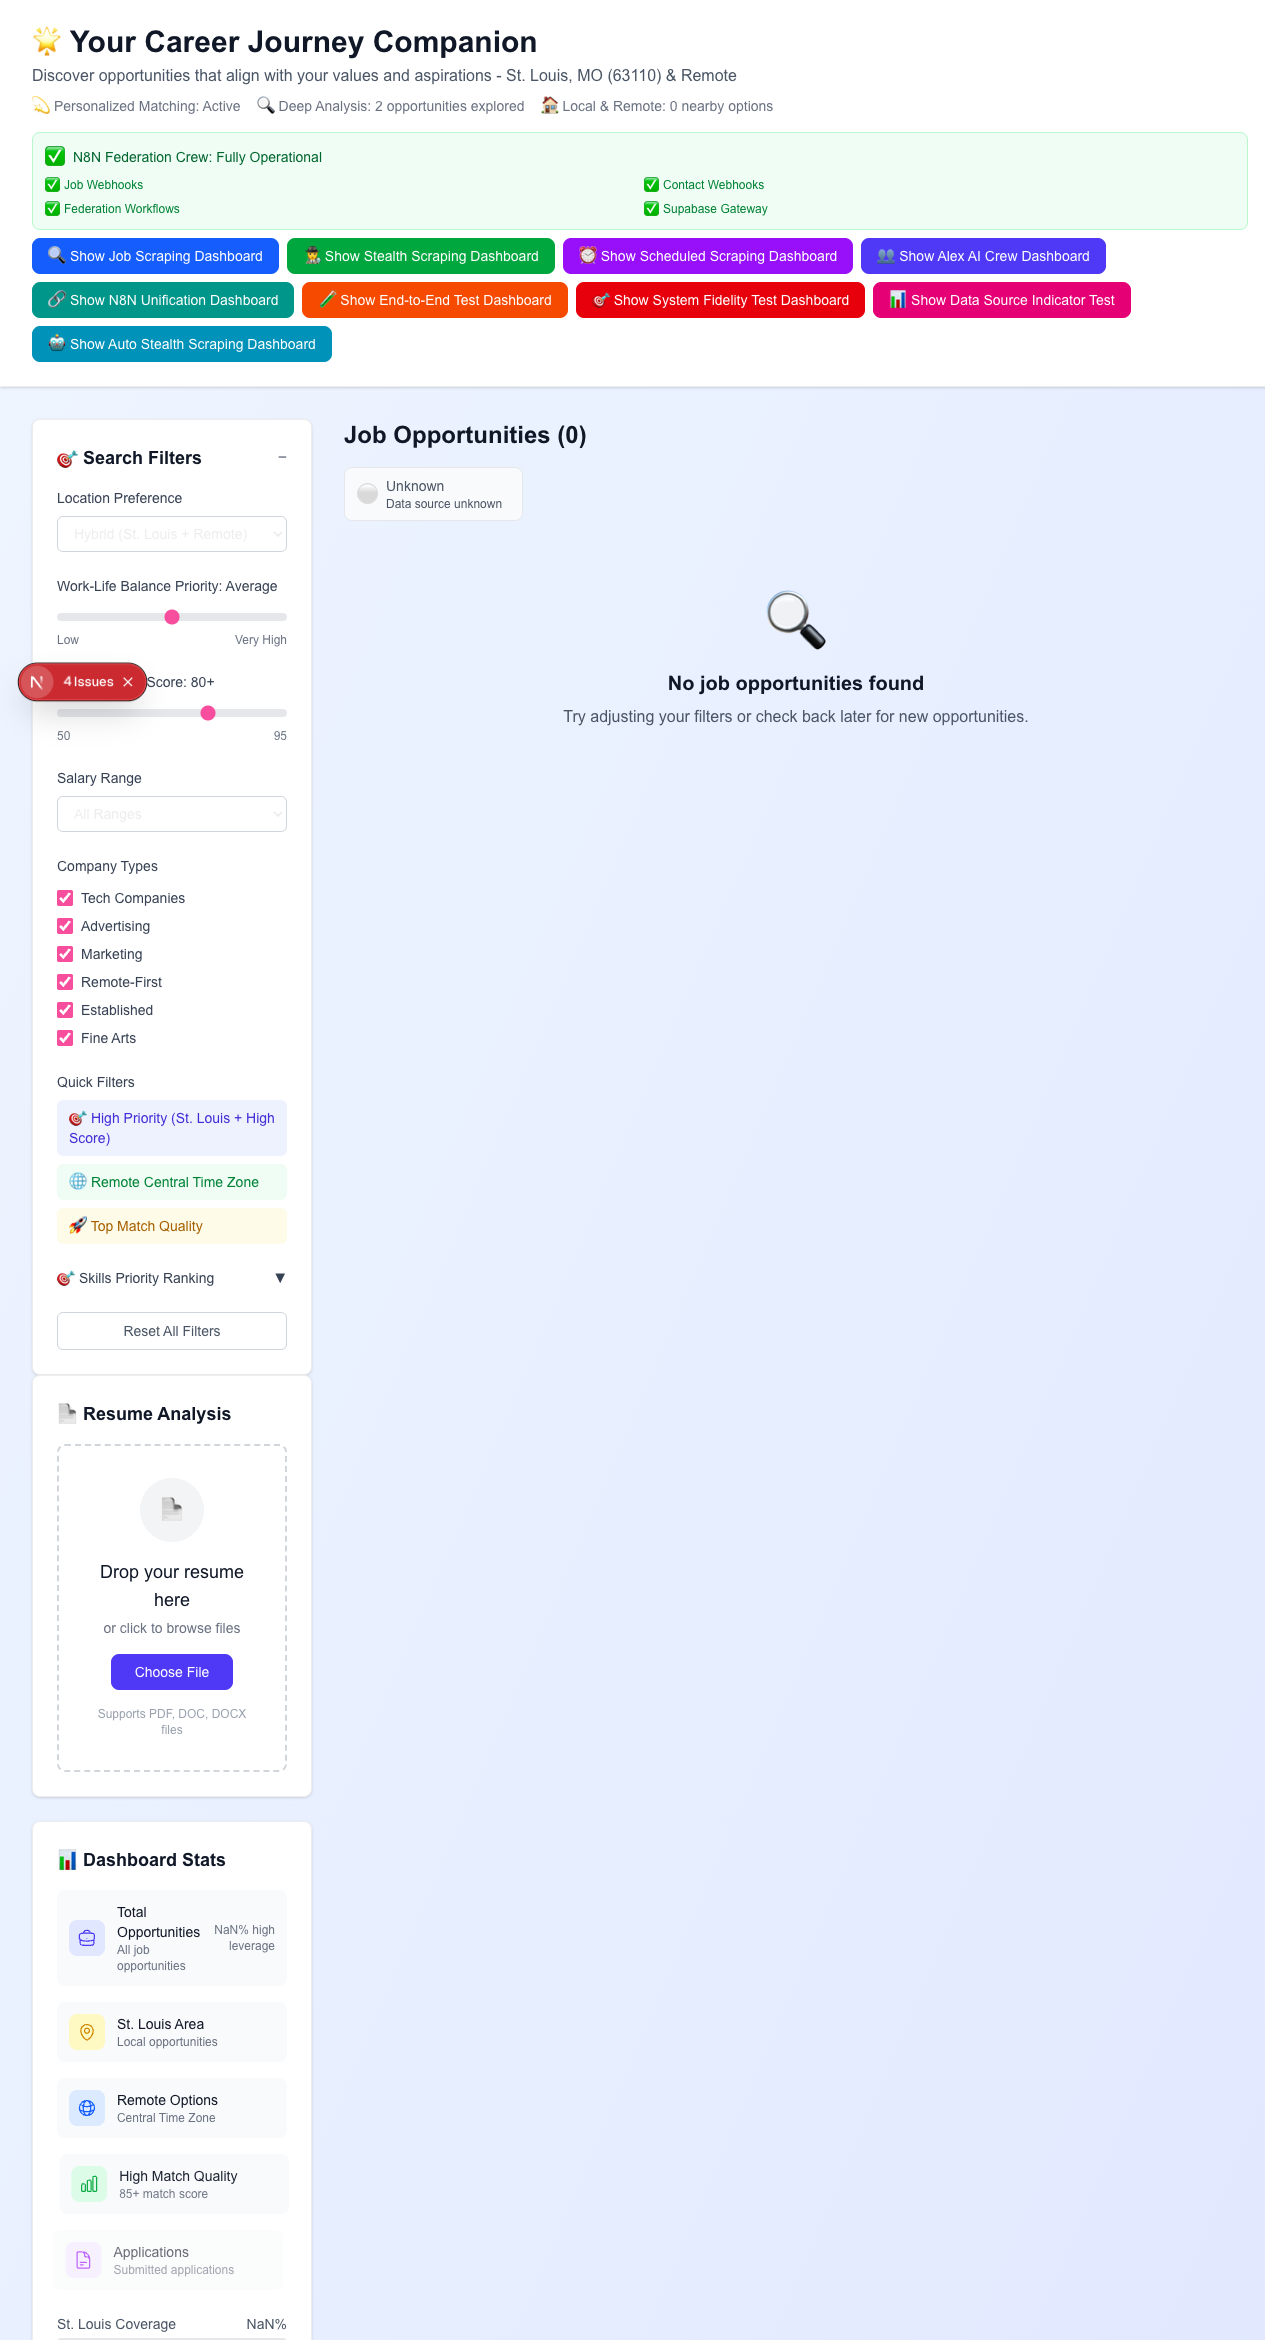 🌟 Your Career Journey Companion
Discover opportunities that align with your values and aspirations - St. Louis, MO (63110) & Remote
💫 Personalized Matching: Active 🔍 Deep Analysis: 2 opportunities explored 🏠 Local & Remote: 0 nearby options
✅ N8N Federation Crew: Fully Operational
✅ Job Webhooks
✅ Contact Webhooks
✅ Federation Workflows
✅ Supabase Gateway
🔍 Show Job Scraping Dashboard
🕵️ Show Stealth Scraping Dashboard
⏰ Show Scheduled Scraping Dashboard
👥 Show Alex AI Crew Dashboard
🔗 Show N8N Unification Dashboard
🧪 Show End-to-End Test Dashboard
🎯 Show System Fidelity Test Dashboard
📊 Show Data Source Indicator Test
🤖 Show Auto Stealth Scraping Dashboard
🎯 Search Filters −
Location Preference
Hybrid (St. Louis + Remote)
Work-Life Balance Priority: Average
Low Very High
4 Issues
Score: 80+
50 95
Salary Range
All Ranges
Company Types
Tech Companies
Advertising
Marketing
Remote-First
Established
Fine Arts
Quick Filters
🎯 High Priority (St. Louis + High
Score)
🌐 Remote Central Time Zone
🚀 Top Match Quality
🎯 Skills Priority Ranking ▼
Reset All Filters
Job Opportunities (0)
Unknown
Data source unknown
No job opportunities found
Try adjusting your filters or check back later for new opportunities.
📄 Resume Analysis
Drop your resume
here
or click to browse files
Choose File
Supports PDF, DOC, DOCX
files
📊 Dashboard Stats
Total
Opportunities
All job
opportunities
NaN% high
leverage
St. Louis Area
Local opportunities
Remote Options
Central Time Zone
High Match Quality
85+ match score
Applications
Submitted applications
St. Louis Coverage NaN%